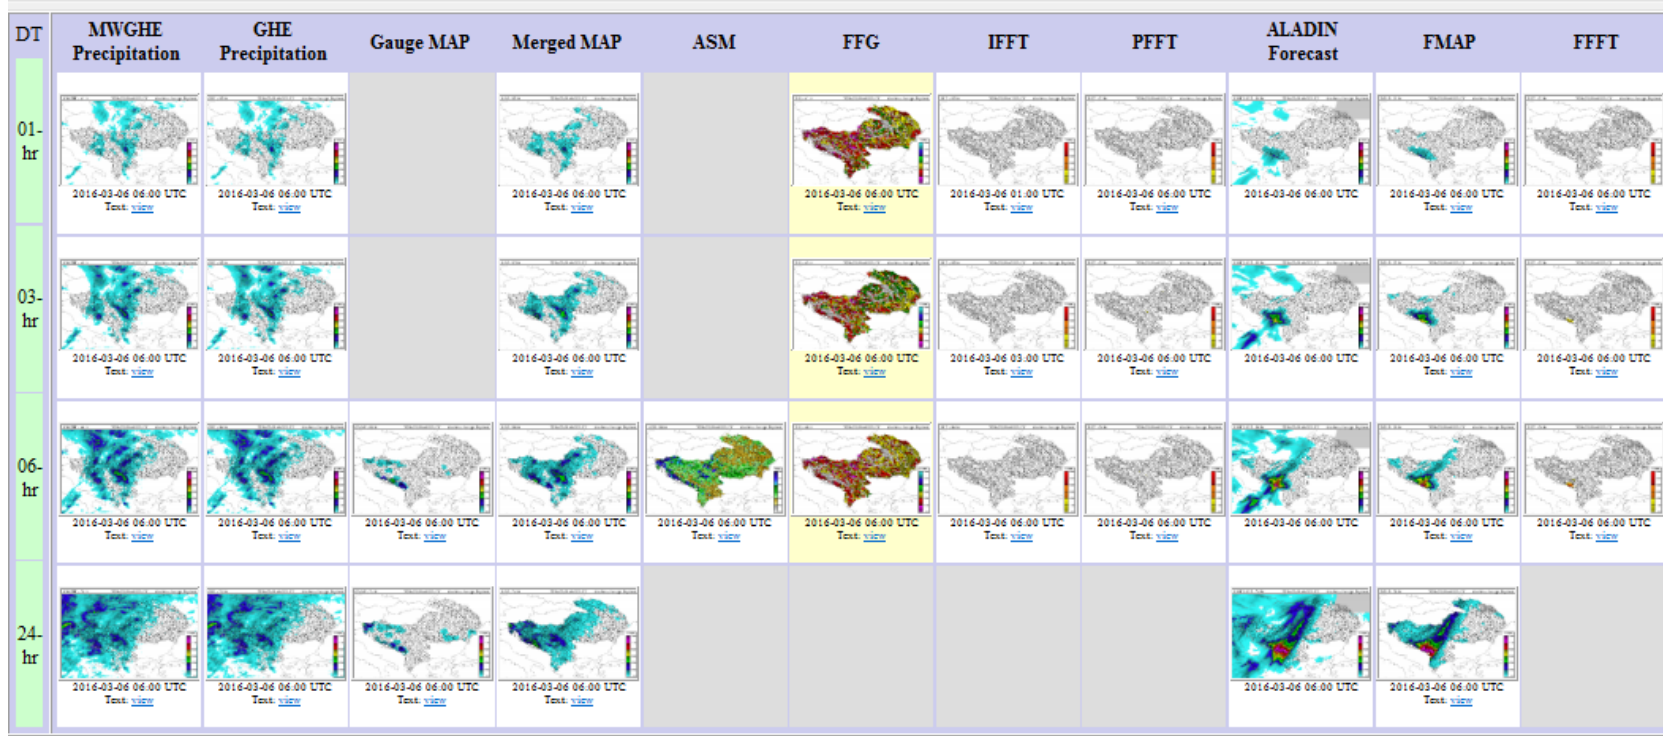 DT
MWGHE
Precipitation
GHE
Precipitation
Gauge MAP
Merged MAP
ASM
FFG
IFFT
PFFT
ALADIN
Forecast
FMAP
FFFT
01-
hr
2016-03-06 06:00 UTC
Text: view
2016-03-06 06:00 UTC
Text: view
2016-03-06 06:00 UTC
Text: view
2016-03-06 06:00 UTC
Text: view
2016-03-06 01:00 UTC
Text: view
2016-03-06 06:00 UTC
Text: view
2016-03-06 06:00 UTC
2016-03-06 06:00 UTC
Text: view
2016-03-06 06:00 UTC
Text: view
03-
hr
2016-03-06 06:00 UTC
Text: view
2016-03-06 06:00 UTC
Text: view
2016-03-06 06:00 UTC
Text: view
2016-03-06 06:00 UTC
Text: view
2016-03-06 03:00 UTC
Text: view
2016-03-06 06:00 UTC
Text: view
2016-03-06 06:00 UTC
2016-03-06 06:00 UTC
Text: view
2016-03-06 06:00 UTC
Text: view
06-
hr
2016-03-06 06:00 UTC
Text: view
2016-03-06 06:00 UTC
Text: view
2016-03-06 06:00 UTC
Text: view
2016-03-06 06:00 UTC
Text: view
2016-03-06 06:00 UTC
Text: view
2016-03-06 06:00 UTC
Text: view
2016-03-06 06:00 UTC
Text: view
2016-03-06 06:00 UTC
Text: view
2016-03-06 06:00 UTC
2016-03-06 06:00 UTC
Text: view
2016-03-06 06:00 UTC
Text: view
24-
hr
2016-03-06 06:00 UTC
Text: view
2016-03-06 06:00 UTC
Text: view
2016-03-06 06:00 UTC
Text: view
2016-03-06 06:00 UTC
Text: view
2016-03-06 06:00 UTC
2016-03-06 06:00 UTC
Text: view